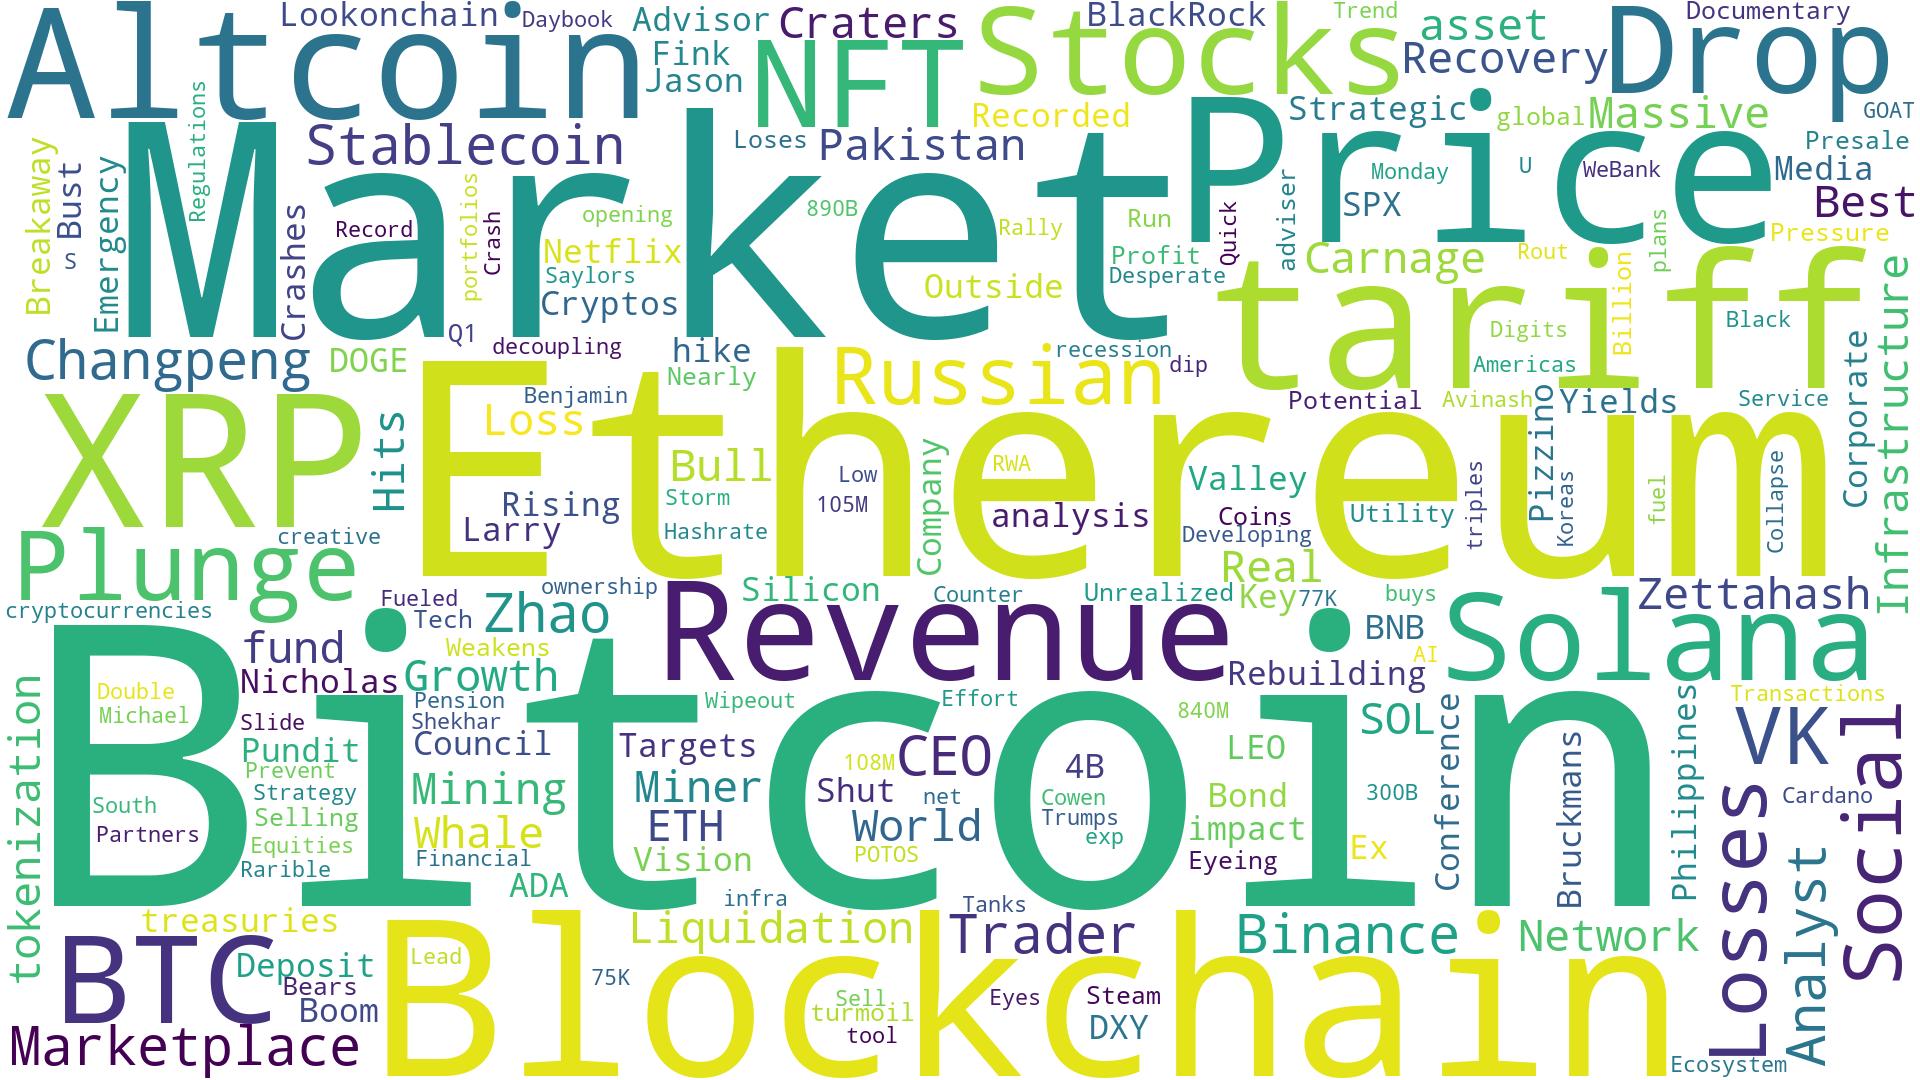 Altcoin
Lookonchain
Daybook
Advisor
Craters
BlackRock
Trend
asset
Documentary
Fink
Jason
NFT
Stocks
Recovery
Drop
Regulations
Recorded
Strategic
global
Massive
GOAT
Breakaway
Bust
Emergency
Market
Stablecoin
Loses
Pakistan
Price
Monday
U
WeBank
Presale
Media
S
Crashes
Record
portfolios
Crash
opening
890B
Rally
Run
Quick
adviser
SPX
plans
Best
Netflix
Saylors
Cryptos
Outside
Profit
Desperate
Carnage
Rout
Pressure
Billion
tariff
Digits
Black
Americas
Infrastructure
Q1
decoupling
hike
Nearly
recession
dip
Changpeng
DOGE
Benjamin
Russian
Potential
Avinash
Yields
Service
Corporate
XRP
Hits
Ethereum
Loss
Bull
Storm
Hashrate
Low
105M
Company
RWA
analysis
Valley
Coins
Developing
Utility
triples
Pizzino
Koreas
fuel
Collapse
Rising
Larry
creative
Plunge
cryptocurrencies
Fueled
Tech
ownership
Zhao
Silicon
Counter
Unrealized
Real
Key
77K
buys
Zettahash
Revenue
BNB
AI
Solana
Rebuilding
fund
Weakens
Nicholas
Growth
Bitcoin
Double
Michael
Slide
Pension
Shekhar
Council
Wipeout
Effort
840M
SOL
Conference
Philippines
Transactions
tokenization
Pundit
Prevent
Strategy
Selling
Equities
Rarible
South
Partners
Mining
Whale
Financial
ADA
Targets
Miner
ETH
Vision
infra
108M
CEO
Shut
net
World
POTOS
4B
Cowen
Trumps
exp
LEO
Bond
impact
Eyeing
300B
Ex
Bruckmans
VK
Cardano
Losses
Analyst
Social
treasuries
BTC
Deposit
Bears
Boom
Marketplace
Blockchain
Lead
75K
Liquidation
Tanks
Trader
Binance
Network
Sell
turmoil
tool
Eyes
Steam
DXY
Ecosystem